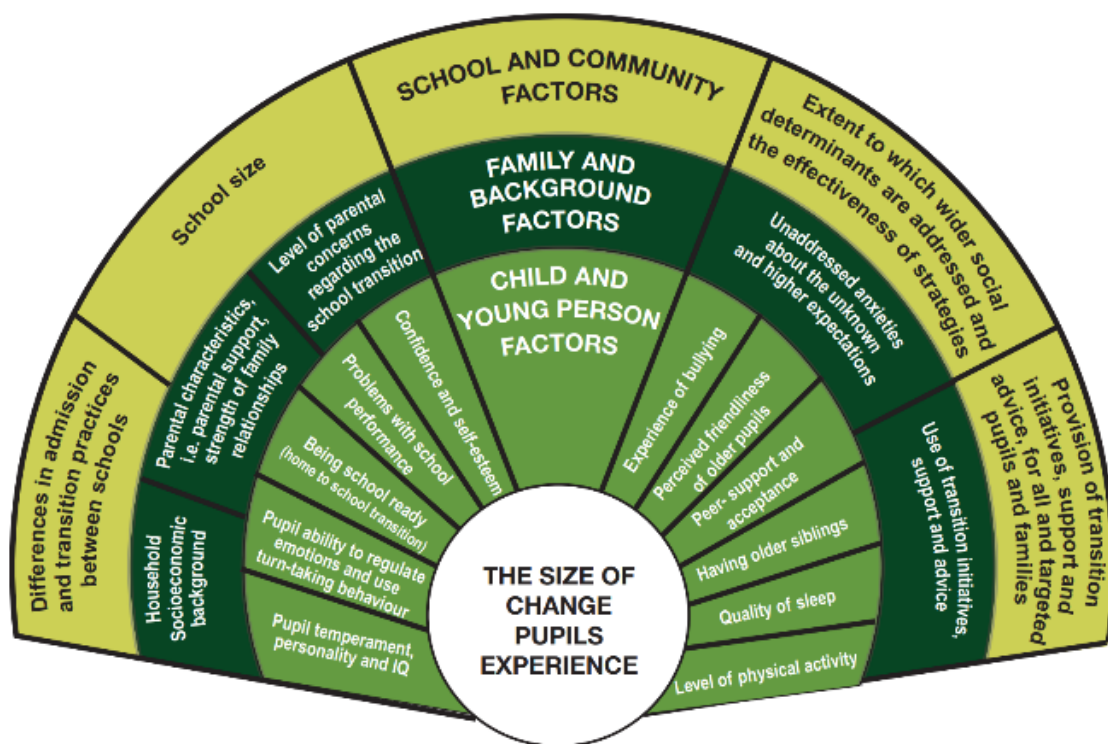 SCHOOL AND COMMUNITY
FACTORS
FAMILY AND
BACKGROUND
FACTORS
CHILD AND
YOUNG PERSON
FACTORS
Differences in admission
and transition practices
between schools
School size
Extent to which wider social
determinants are addressed and
the effectiveness of strategies
Provision of transition
initiatives, support and
advice, for all and targeted
pupils and families
Household
Socioeconomic
background
Parental characteristics,
i.e. parental support,
strength of family
relationships
Level of parental
concerns
regarding the
school transition
Unaddressed anxieties
about the unknown
and higher expectations
Use of transition initiatives,
support and advice
Pupil temperament,
personality and IQ
Pupil ability to regulate
emotions and use
turn-taking behaviour
Being school ready
(home to school transition)
Problems with school
performance
Confidence and self-esteem
Experience of bullying
Perceived friendliness
of older pupils
Peer- support and
acceptance
Having older siblings
Quality of sleep
Level of physical activity
THE SIZE OF
CHANGE
PUPILS
EXPERIENCE